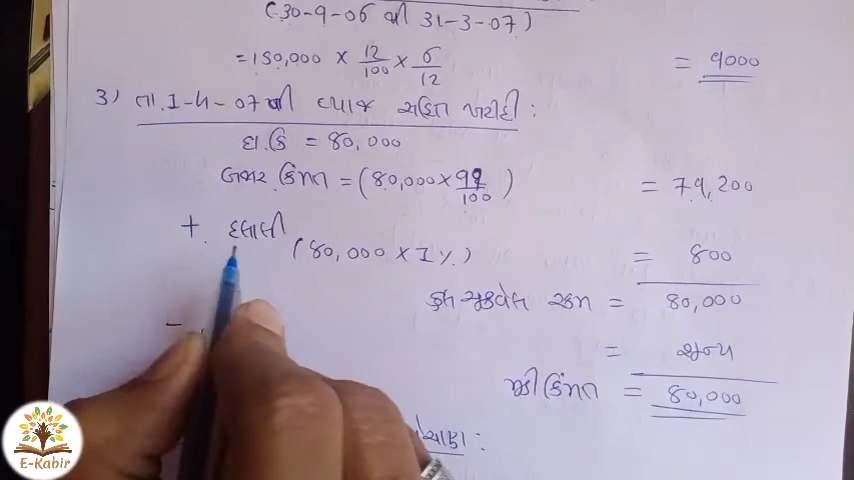 (30-9-06 થી 31-3-07)
= 150,000 × 12/100 × 6/12 = 9000
3) તા. 1-4-07 ની વ્યાજ સહિત ખરીદી :
દા.કિં = 80,000
બજાર કિંમત = (80,000 × 99/100) = 79,200
+ દલાલી
(80,000 × 1%) = 800
કુલ ચૂકવેલ રકમ = 80,000
= શૂન્ય
મૂ કિંમત = 80,000
E-Kabir